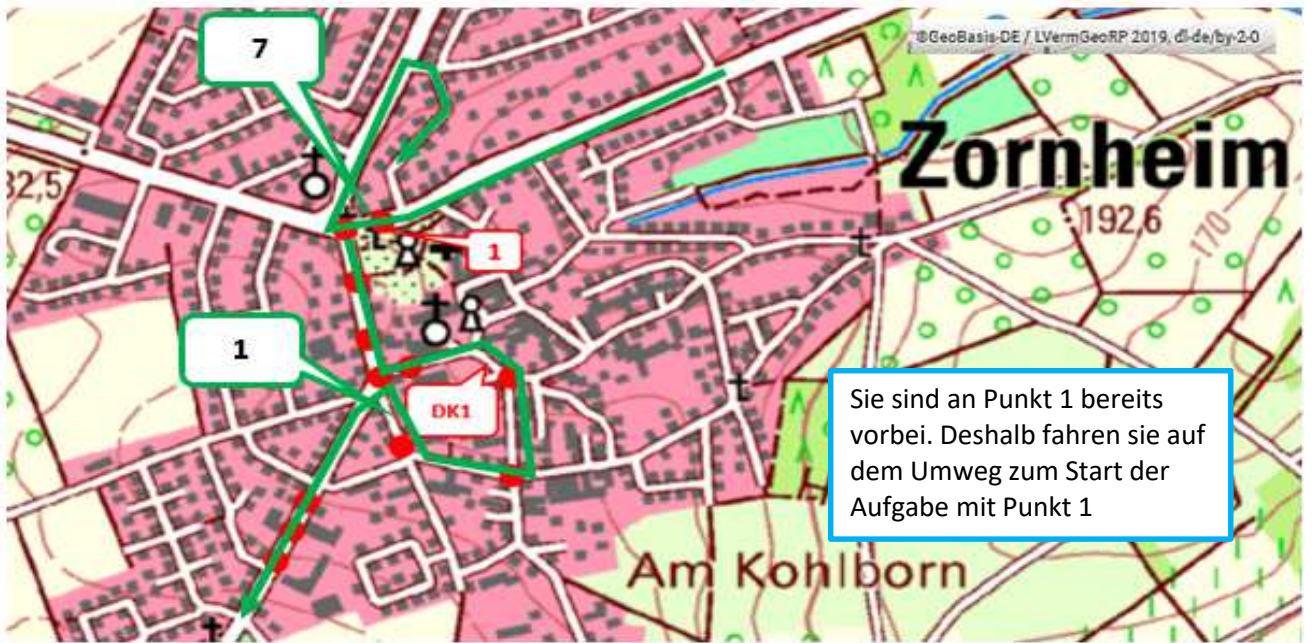 7
©GeoBasis-DE / LVermGeoRP 2019, dl-de/by-2-0
Zornheim
32,5
192,6
170
1
1
DK1
Sie sind an Punkt 1 bereits
vorbei. Deshalb fahren sie auf
dem Umweg zum Start der
Aufgabe mit Punkt 1
Am Kohlborn